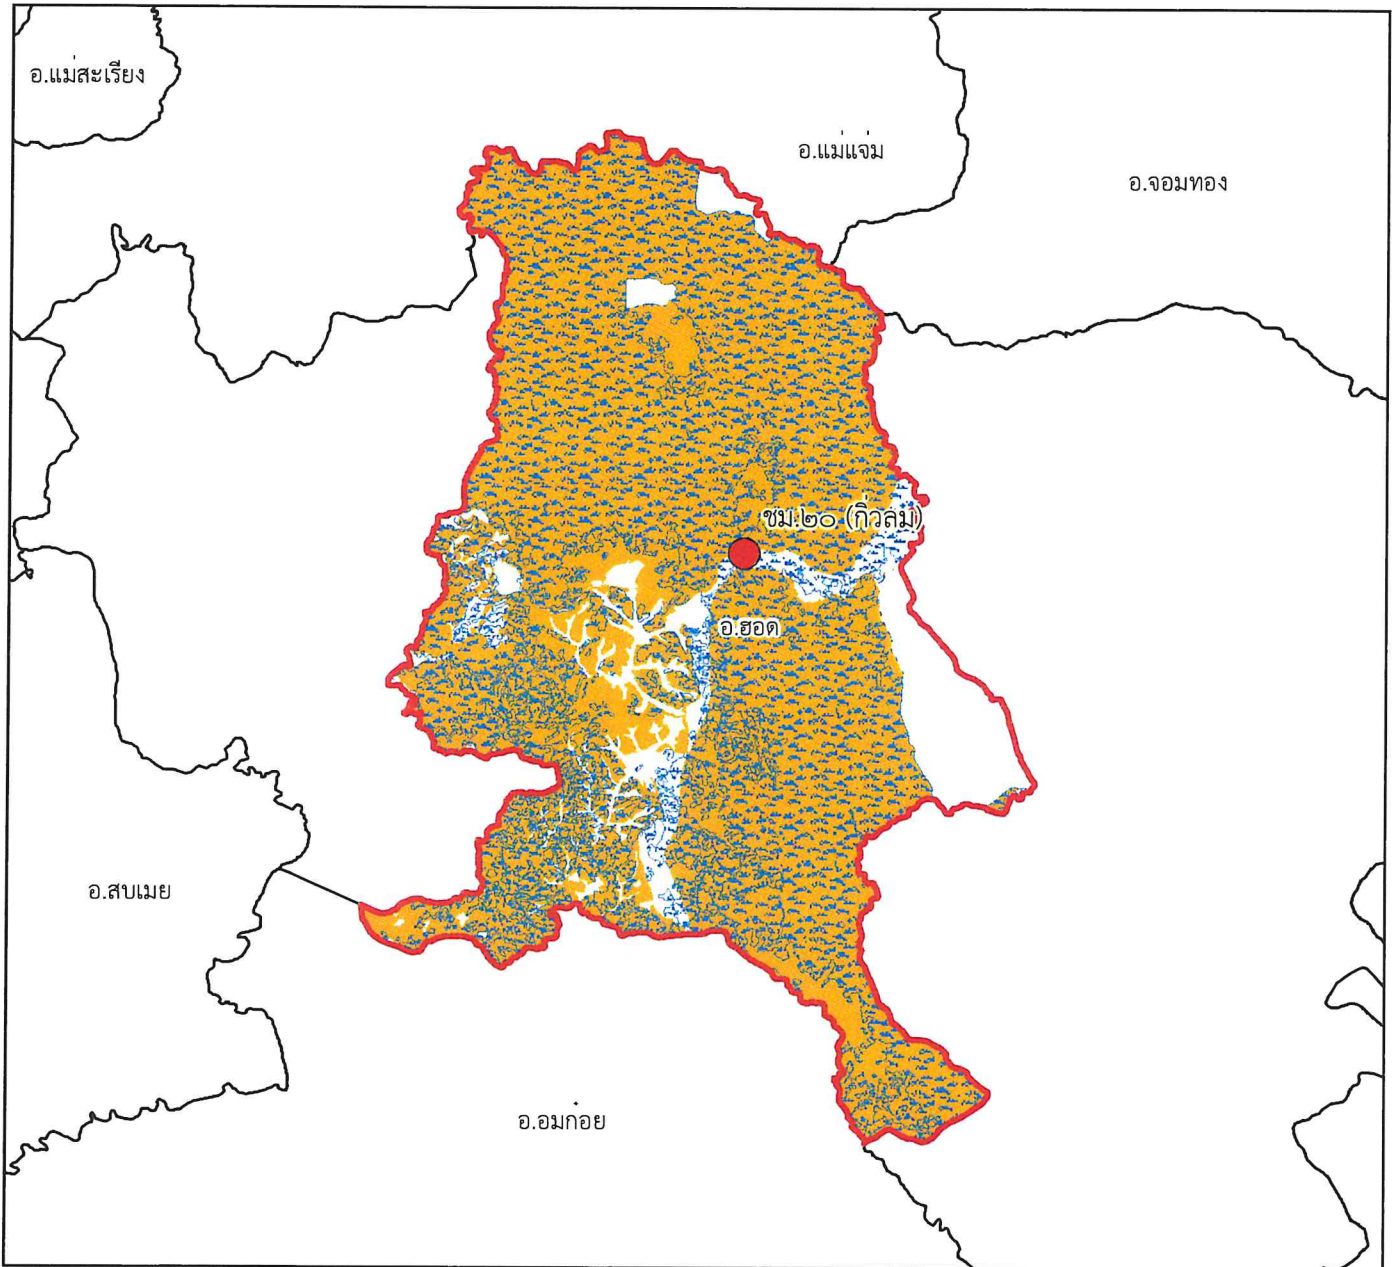 อ.แม่สะเรียง
อ.แม่แจ่ม
อ.จอมทอง
ชม.๒๐ (กิ่วลม)
อ.ฮอด
อ.สบเมย
อ.อมก๋อย